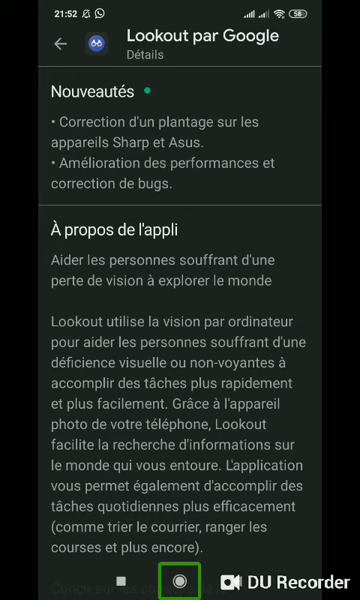 21:52
58
Lookout par Google
Détails
Nouveautés
• Correction d'un plantage sur les
appareils Sharp et Asus.
• Amélioration des performances et
correction de bugs.
À propos de l'appli
Aider les personnes souffrant d'une
perte de vision à explorer le monde
Lookout utilise la vision par ordinateur
pour aider les personnes souffrant d'une
déficience visuelle ou non-voyantes à
accomplir des tâches plus rapidement
et plus facilement. Grâce à l'appareil
photo de votre téléphone, Lookout
facilite la recherche d'informations sur
le monde qui vous entoure. L'application
vous permet également d'accomplir des
tâches quotidiennes plus efficacement
(comme trier le courrier, ranger les
courses et plus encore).
DU Recorder